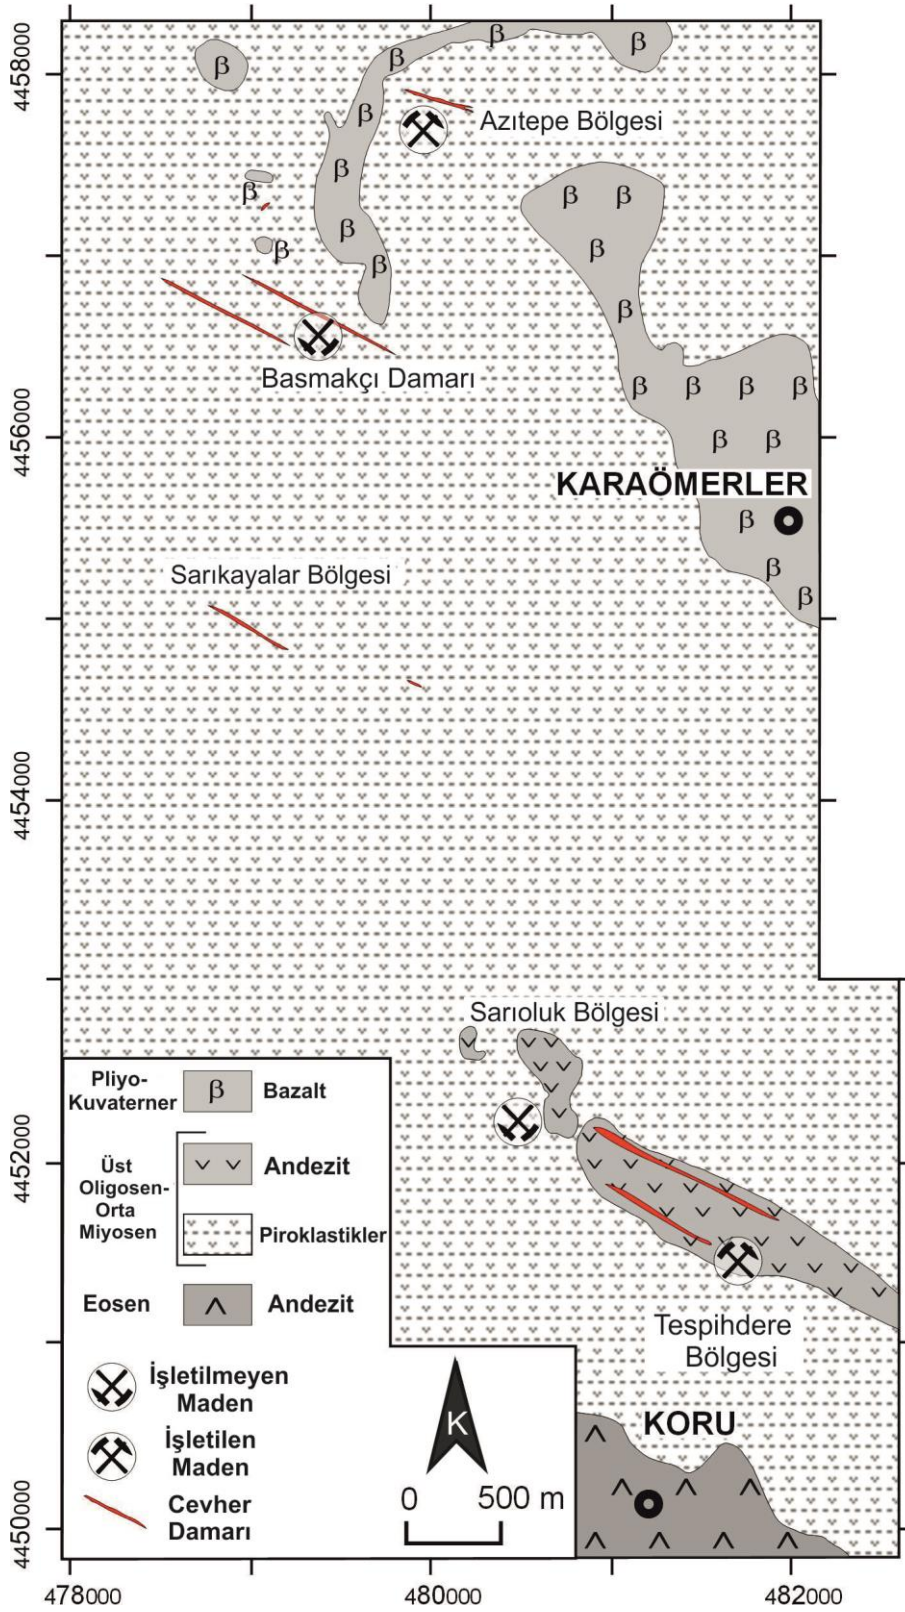 4458000
4456000
4454000
4452000
4450000
β
β
β
β
β
Azıtepe Bölgesi
β
β
β
β
β
β
β
β
β
β
β
Basmakçı Damarı
β
β
β
β
β
β
KARAÖMERLER
β
β
β
Sarıkayalar Bölgesi
Sarıoluk Bölgesi
Tespihdere
Bölgesi
KORU
Pliyo-
Kuvaterner
β
Bazalt
Üst
Oligosen-
Orta
Miyosen
Andezit
Piroklastikler
Eosen
Andezit
İşletilmeyen
Maden
İşletilen
Maden
Cevher
Damarı
K
0 500 m
478000 480000 482000